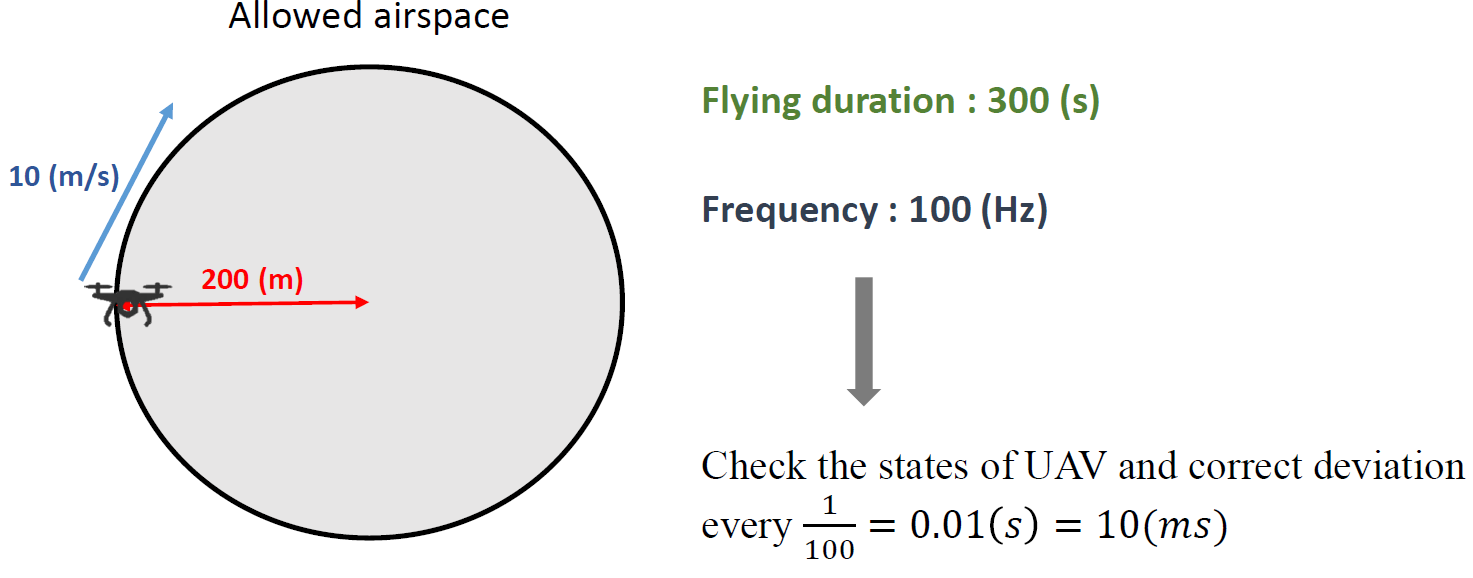 Allowed airspace
10 (m/s)
200 (m)
Flying duration : 300 (s)
Frequency : 100 (Hz)
Check the states of UAV and correct deviation
every 1/100 = 0.01(s) = 10(ms)